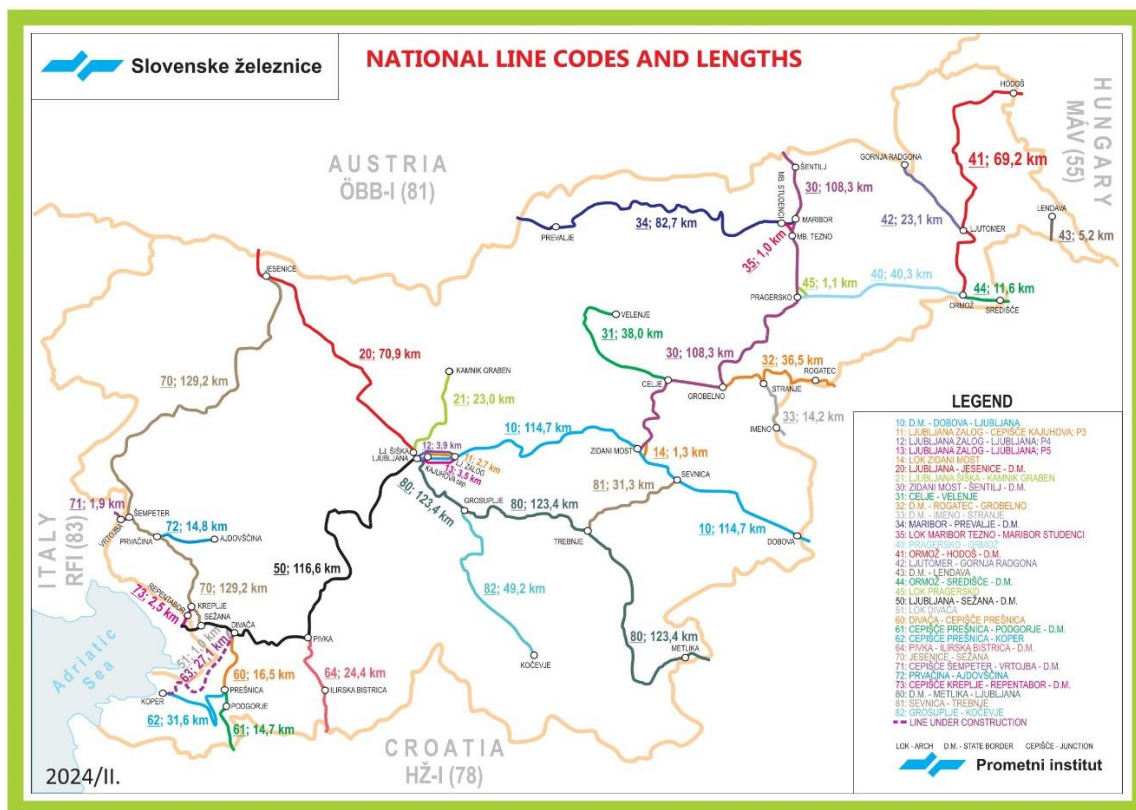 Slovenske železnice
NATIONAL LINE CODES AND LENGTHS
AUSTRIA
ÖBB-I (81)
HUNGARY
MÁV (55)
ITALY
RFI (83)
CROATIA
HŽ-I (78)
Adriatic
Sea
HODOŠ
41; 69,2 km
GORNJA RADGONA
42; 23,1 km
LJUTOMER
LENDAVA
43; 5,2 km
ŠENTILJ
30; 108,3 km
MB. STUDENCI
MARIBOR
MB. TEZNO
34; 82,7 km
PREVALJE
35; 1,0 km
45; 1,1 km
PRAGERSKO
40; 40,3 km
ORMOŽ
44; 11,6 km
SREDIŠČE
JESENICE
20; 70,9 km
70; 129,2 km
VELENJE
31; 38,0 km
30; 108,3 km
CELJE
GROBELNO
32; 36,5 km
ROGATEC
STRANJE
33; 14,2 km
IMENO
KAMNIK GRABEN
21; 23,0 km
10; 114,7 km
LJ. ŠIŠKA
LJUBLJANA
12; 3,9 km
11; 2,7 km
LJ. ZALOG
KAJUHOVA cep.
13; 3,5 km
ZIDANI MOST
14; 1,3 km
SEVNICA
81; 31,3 km
80; 123,4 km
GROSUPLJE
80; 123,4 km
TREBNJE
10; 114,7 km
DOBOVA
71; 1,9 km
ŠEMPETER
VRTOJBA
72; 14,8 km
PRVAČINA
AJDOVŠČINA
50; 116,6 km
82; 49,2 km
KOČEVJE
80; 123,4 km
METLIKA
70; 129,2 km
REPENTABOR
73; 2,5 km
KREPLJE
SEŽANA
DIVAČA
PIVKA
63; 27,1 km
60; 16,5 km
64; 24,4 km
KOPER
PREŠNICA
PODGORJE
ILIRSKA BISTRICA
62; 31,6 km
61; 14,7 km
LEGEND
10: D.M. - DOBOVA - LJUBLJANA
11: LJUBLJANA ZALOG - CEPIŠČE KAJUHOVA; P3
12: LJUBLJANA ZALOG - LJUBLJANA; P4
13: LJUBLJANA ZALOG - LJUBLJANA; P5
14: LOK ZIDANI MOST
20: LJUBLJANA - JESENICE - D.M.
21: LJUBLJANA ŠIŠKA - KAMNIK GRABEN
30: ZIDANI MOST - ŠENTILJ - D.M.
31: CELJE - VELENJE
32: D.M. - ROGATEC - GROBELNO
33: D.M. - IMENO - STRANJE
34: MARIBOR - PREVALJE - D.M.
35: LOK MARIBOR TEZNO - MARIBOR STUDENCI
40: PRAGERSKO - ORMOŽ
41: ORMOŽ - HODOŠ - D.M.
42: LJUTOMER - GORNJA RADGONA
43: D.M. - LENDAVA
44: ORMOŽ - SREDIŠČE - D.M.
45: LOK PRAGERSKO
50: LJUBLJANA - SEŽANA - D.M.
51: LOK DIVAČA
60: DIVAČA - CEPIŠČE PREŠNICA
61: CEPIŠČE PREŠNICA - PODGORJE - D.M.
62: CEPIŠČE PREŠNICA - KOPER
64: PIVKA - ILIRSKA BISTRICA - D.M.
70: JESENICE - SEŽANA
71: CEPIŠČE ŠEMPETER - VRTOJBA - D.M.
72: PRVAČINA - AJDOVŠČINA
73: CEPIŠČE KREPLJE - REPENTABOR - D.M.
80: D.M. - METLIKA - LJUBLJANA
81: SEVNICA - TREBNJE
82: GROSUPLJE - KOČEVJE
LINE UNDER CONSTRUCTION
LOK - ARCH D.M. - STATE BORDER CEPIŠČE - JUNCTION
Prometni institut
2024/II.